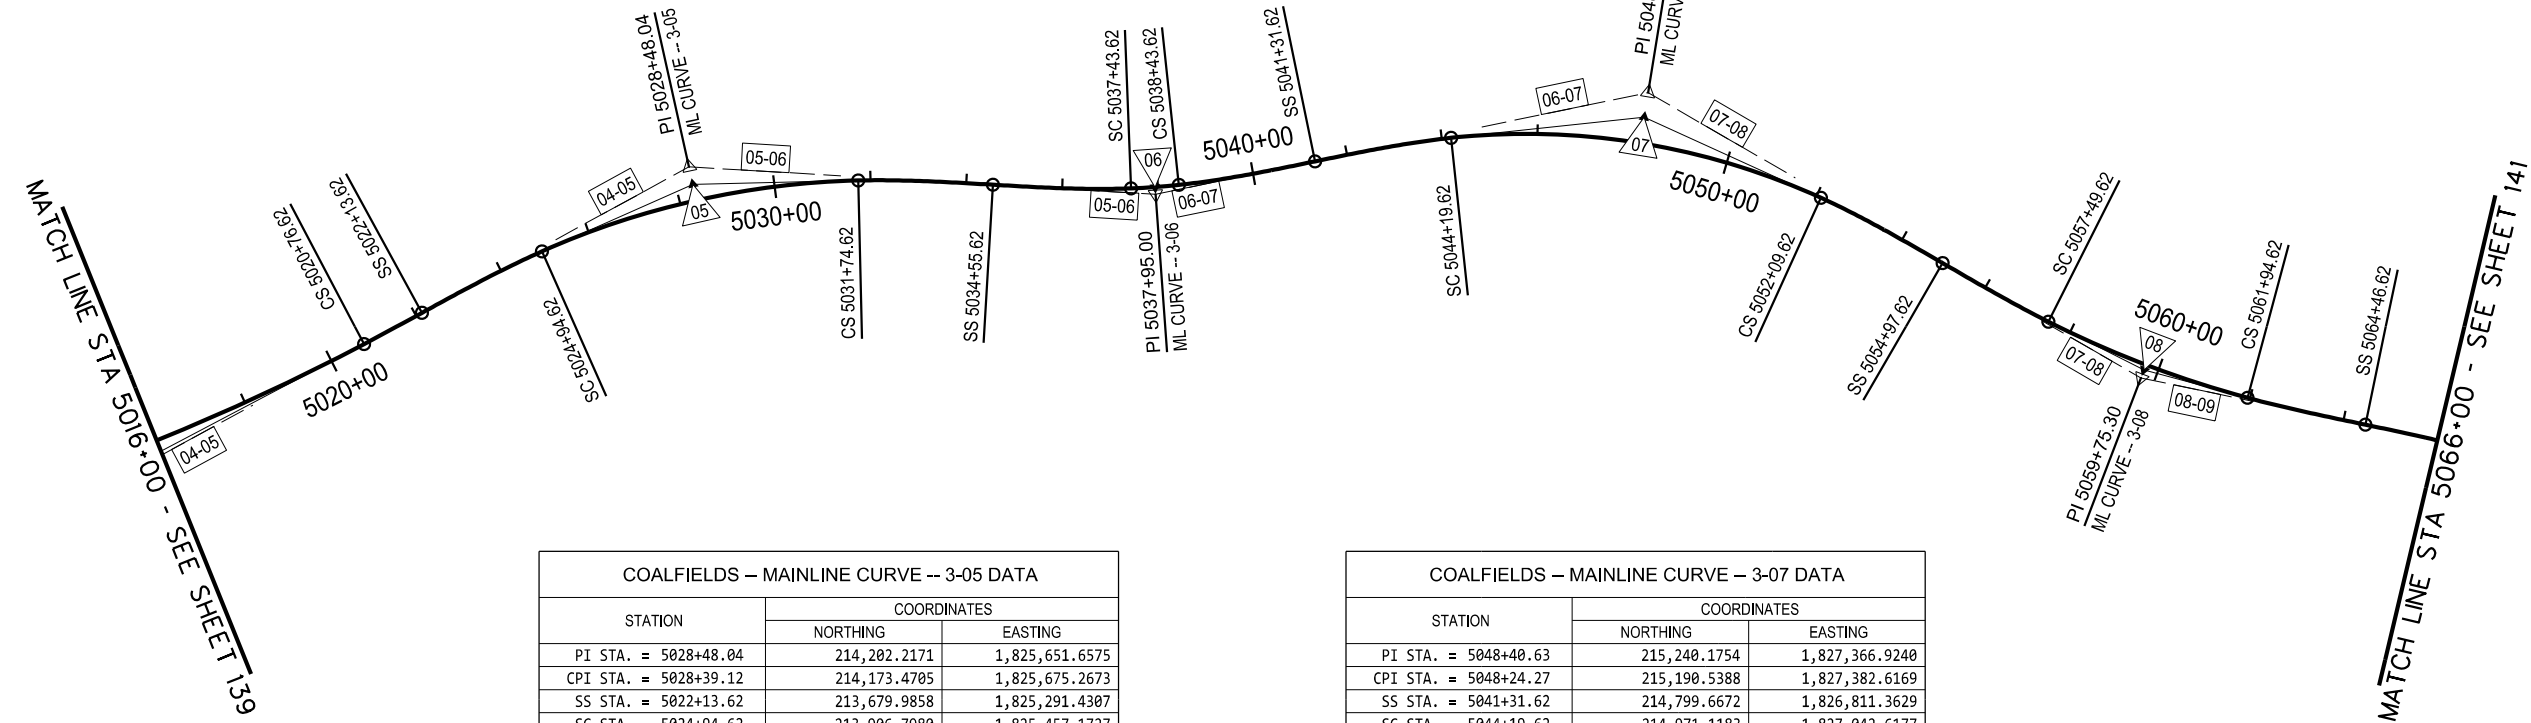 MATCH LINE STA 5016+00 - SEE SHEET 139
04-05
5020+00
CS 5020+76.62
SS 5022+13.62
SC 5024+94.62
04-05
PI 5028+48.04
ML CURVE -- 3-05
05
05-06
5030+00
CS 5031+74.62
SS 5034+55.62
SC 5037+43.62
CS 5038+43.62
06
05-06
06-07
PI 5037+95.00
ML CURVE -- 3-06
5040+00
SS 5041+31.62
SC 5044+19.62
06-07
PI 504
ML CURV
07
07-08
5050+00
CS 5052+09.62
SS 5054+97.62
SC 5057+49.62
07-08
08
5060+00
PI 5059+75.30
ML CURVE -- 3-08
08-09
CS 5061+94.62
SS 5064+46.62
MATCH LINE STA 5066+00 - SEE SHEET 141
COALFIELDS – MAINLINE CURVE -- 3-05 DATA
STATION COORDINATES
NORTHING EASTING
PI STA. = 5028+48.04 214,202.2171 1,825,651.6575
CPI STA. = 5028+39.12 214,173.4705 1,825,675.2673
SS STA. = 5022+13.62 213,679.9858 1,825,291.4307
COALFIELDS – MAINLINE CURVE – 3-07 DATA
STATION COORDINATES
NORTHING EASTING
PI STA. = 5048+40.63 215,240.1754 1,827,366.9240
CPI STA. = 5048+24.27 215,190.5388 1,827,382.6169
SS STA. = 5041+31.62 214,799.6672 1,826,811.3629